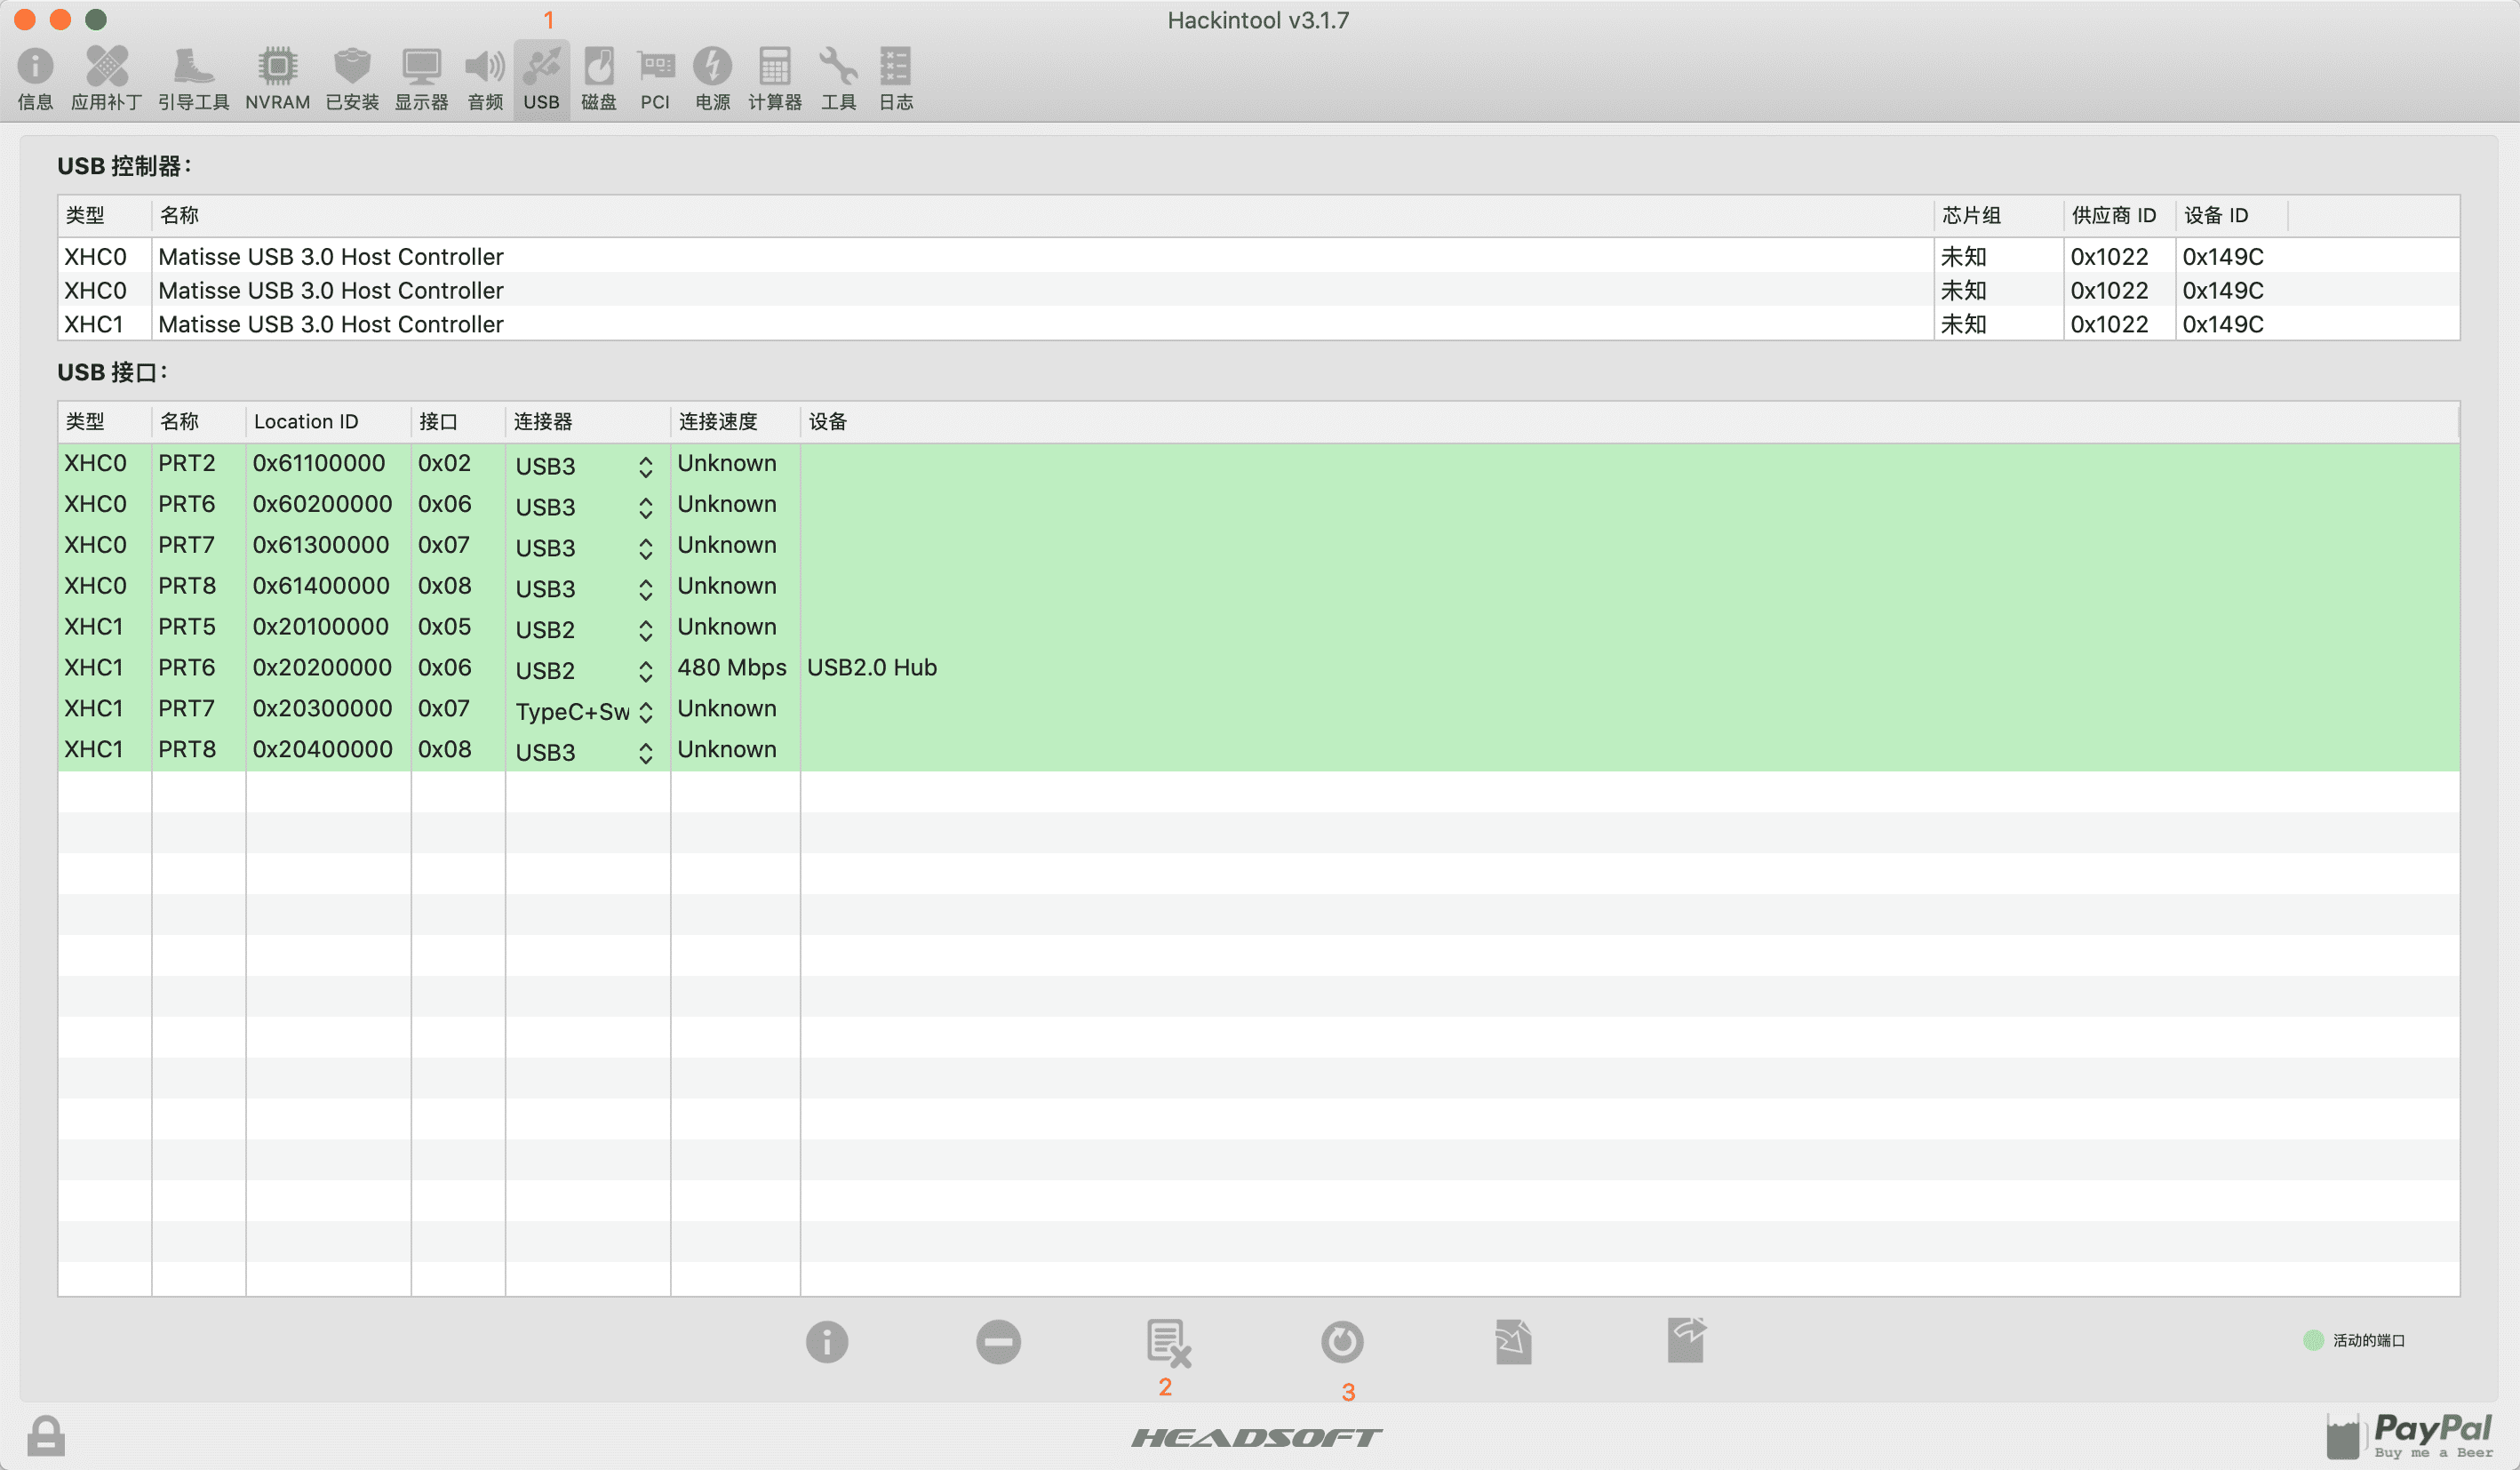 1
Hackintool v3.1.7
信息 应用补丁 引导工具 NVRAM 已安装 显示器 音频 USB 磁盘 PCI 电源 计算器 工具 日志
USB 控制器：
类型 名称 芯片组 供应商 ID 设备 ID
XHC0 Matisse USB 3.0 Host Controller 未知 0x1022 0x149C
XHC0 Matisse USB 3.0 Host Controller 未知 0x1022 0x149C
XHC1 Matisse USB 3.0 Host Controller 未知 0x1022 0x149C
USB 接口：
类型 名称 Location ID 接口 连接器 连接速度 设备
XHC0 PRT2 0x61100000 0x02 USB3 Unknown
XHC0 PRT6 0x60200000 0x06 USB3 Unknown
XHC0 PRT7 0x61300000 0x07 USB3 Unknown
XHC0 PRT8 0x61400000 0x08 USB3 Unknown
XHC1 PRT5 0x20100000 0x05 USB2 Unknown
XHC1 PRT6 0x20200000 0x06 USB2 480 Mbps USB2.0 Hub
XHC1 PRT7 0x20300000 0x07 TypeC+Sw Unknown
XHC1 PRT8 0x20400000 0x08 USB3 Unknown
活动的端口
2 3
HEADSOFT
PayPal
Buy me a Beer